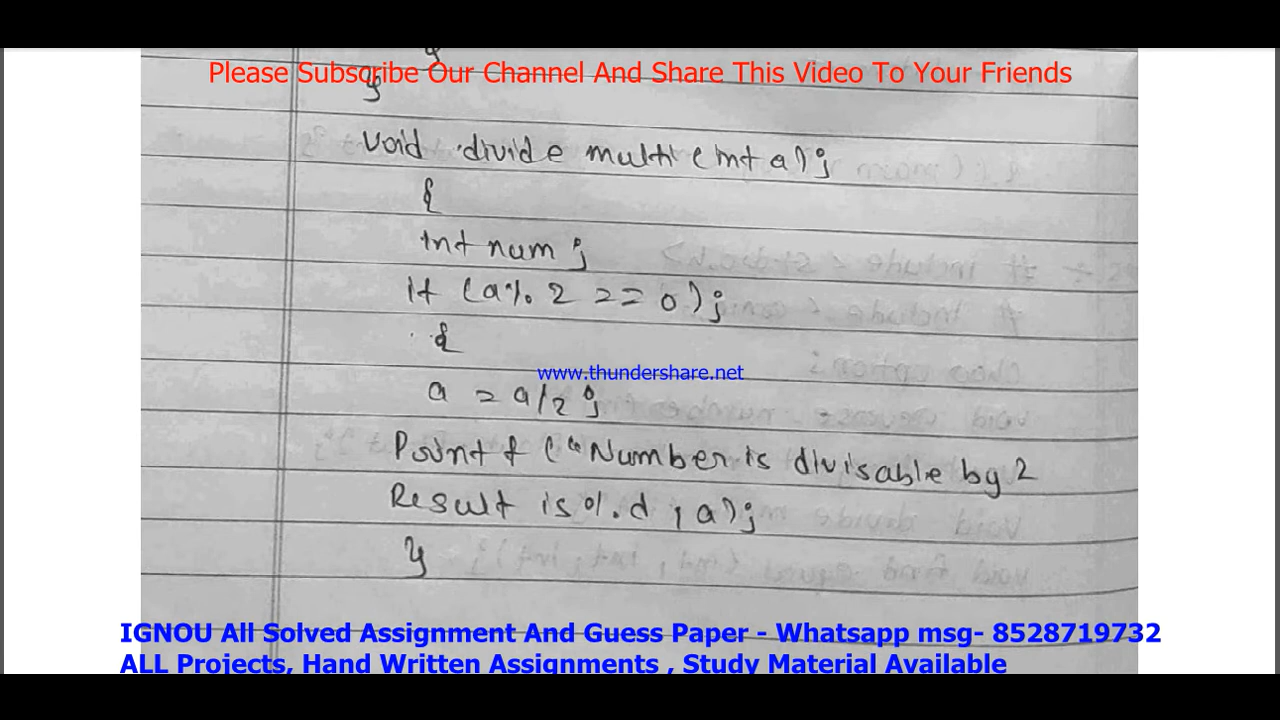 }
Please Subscribe Our Channel And Share This Video To Your Friends
}
void divide multi (int a);
{
int num;
if (a% 2 == 0);
{
www.thundershare.net
a = a/2;
Printf ("Number is divisable by 2
Result is %.d , a);
}
IGNOU All Solved Assignment And Guess Paper - Whatsapp msg- 8528719732
ALL Projects, Hand Written Assignments , Study Material Available